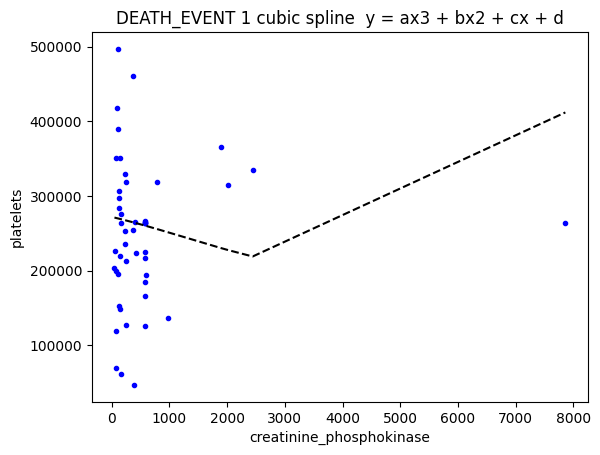 DEATH_EVENT 1 cubic spline  y = ax3 + bx2 + cx + d
500000
400000
300000
200000
100000
platelets
0 1000 2000 3000 4000 5000 6000 7000 8000
creatinine_phosphokinase